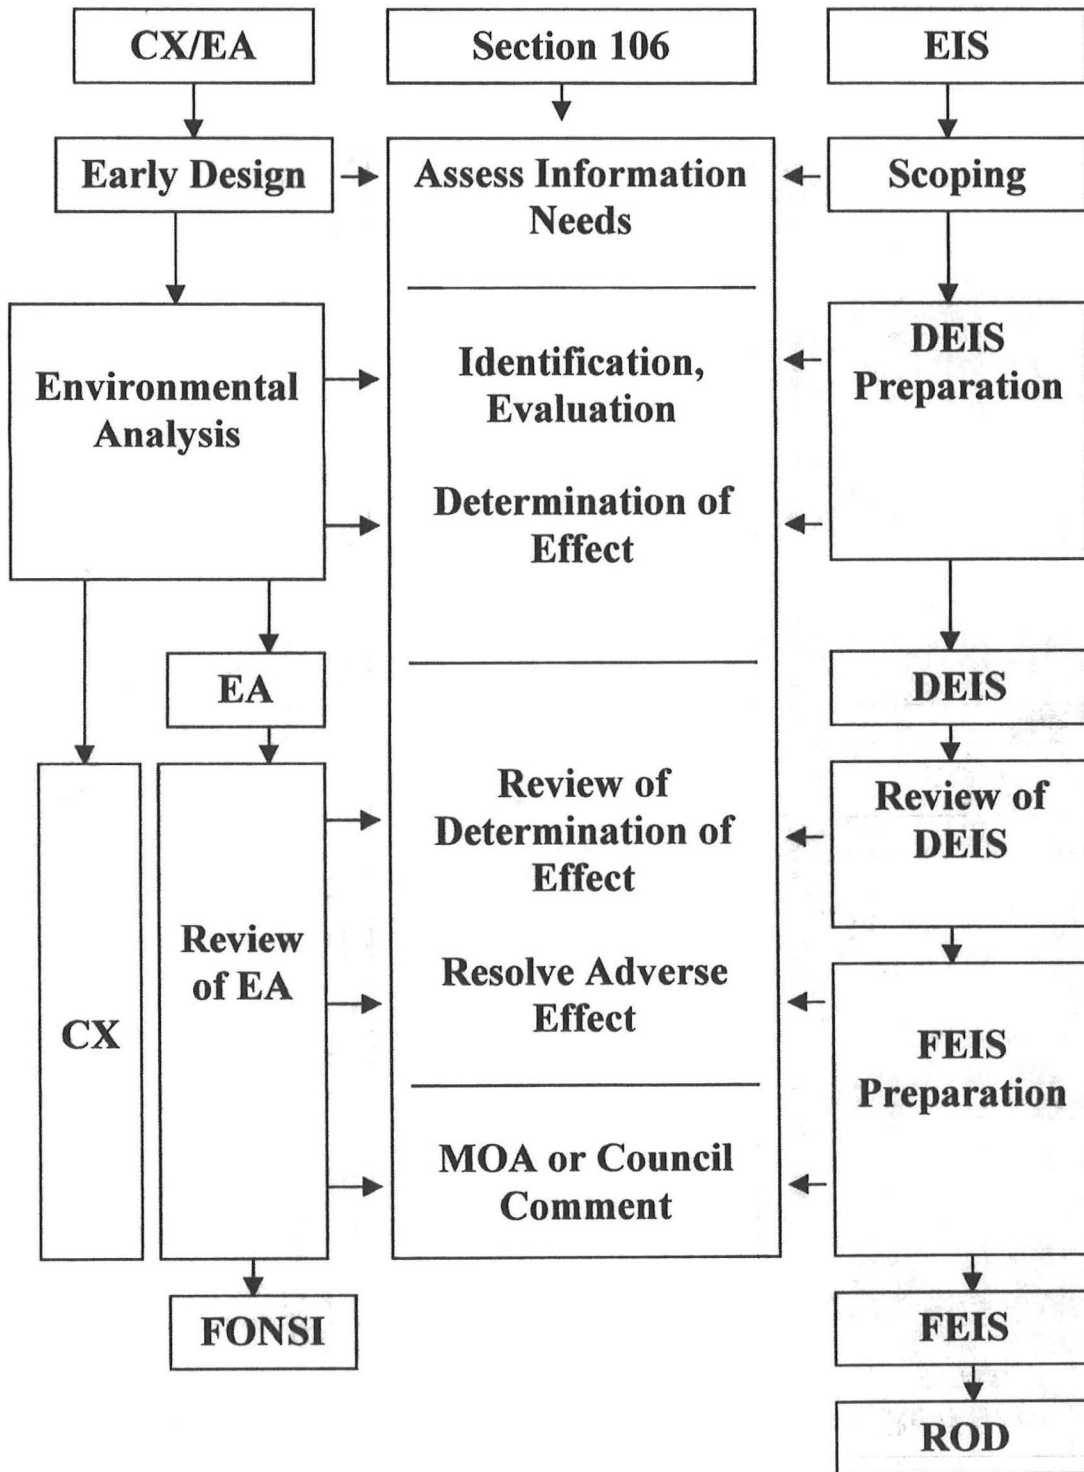 CX/EA
Section 106
EIS
Early Design
Assess Information
Needs
Scoping
Environmental
Analysis
Identification,
Evaluation
Determination of
Effect
DEIS
Preparation
EA
DEIS
CX
Review
of EA
Review of
Determination of
Effect
Resolve Adverse
Effect
MOA or Council
Comment
Review of
DEIS
FEIS
Preparation
FONSI
FEIS
ROD